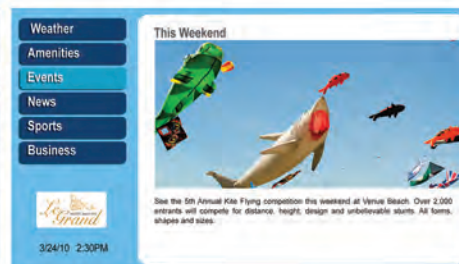 Weather
Amenities
Events
News
Sports
Business
Le Grand
3/24/10 2:30PM
This Weekend
See the 5th Annual Kite Flying competition this weekend at Venue Beach. Over 2,000
entrants will compete for distance, height, design and unbelievable stunts. All forms,
shapes and sizes.